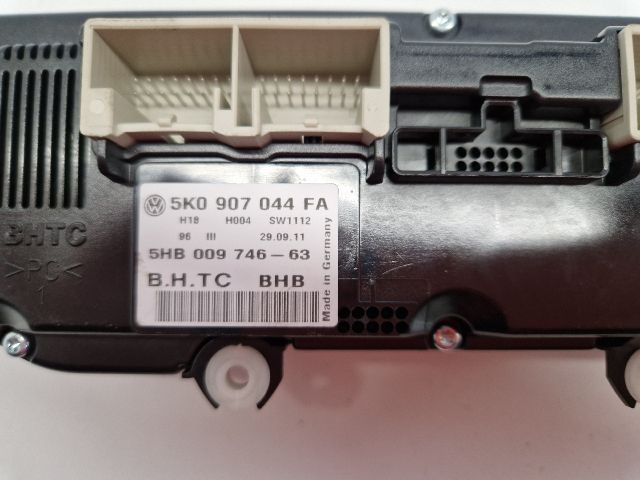 5K0 907 044 FA
H18 H004 SW1112
96 III 29.09.11
5HB 009 746-63
B.H.TC BHB
Made in Germany
BHTC
>PC<
1